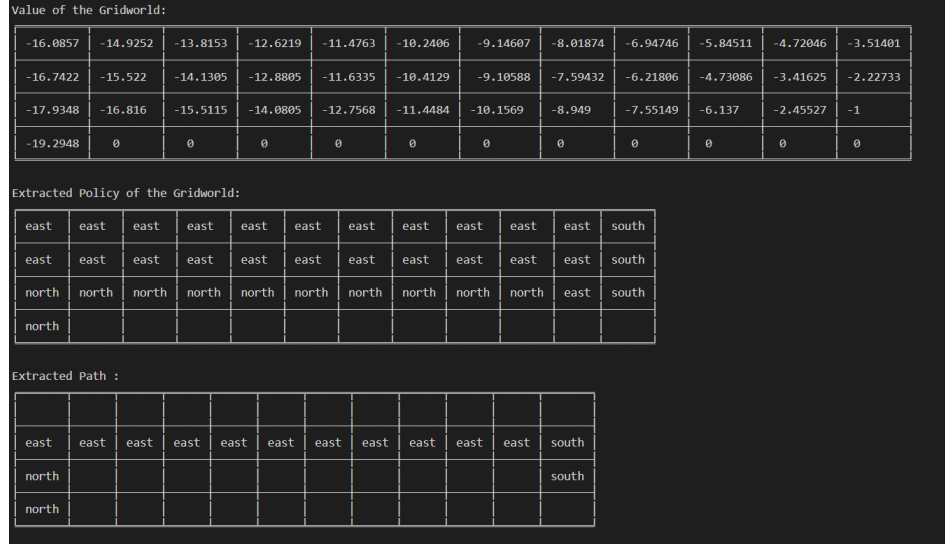 Value of the Gridworld:
-16.0857 -14.9252 -13.8153 -12.6219 -11.4763 -10.2406 -9.14607 -8.01874 -6.94746 -5.84511 -4.72046 -3.51401
-16.7422 -15.522 -14.1305 -12.8805 -11.6335 -10.4129 -9.10588 -7.59432 -6.21806 -4.73086 -3.41625 -2.22733
-17.9348 -16.816 -15.5115 -14.0805 -12.7568 -11.4484 -10.1569 -8.949 -7.55149 -6.137 -2.45527 -1
-19.2948 0 0 0 0 0 0 0 0 0 0 0
Extracted Policy of the Gridworld:
east east east east east east east east east east east south
east east east east east east east east east east east south
north north north north north north north north north north east south
north
Extracted Path :
east east east east east east east east east east east south
north south
north